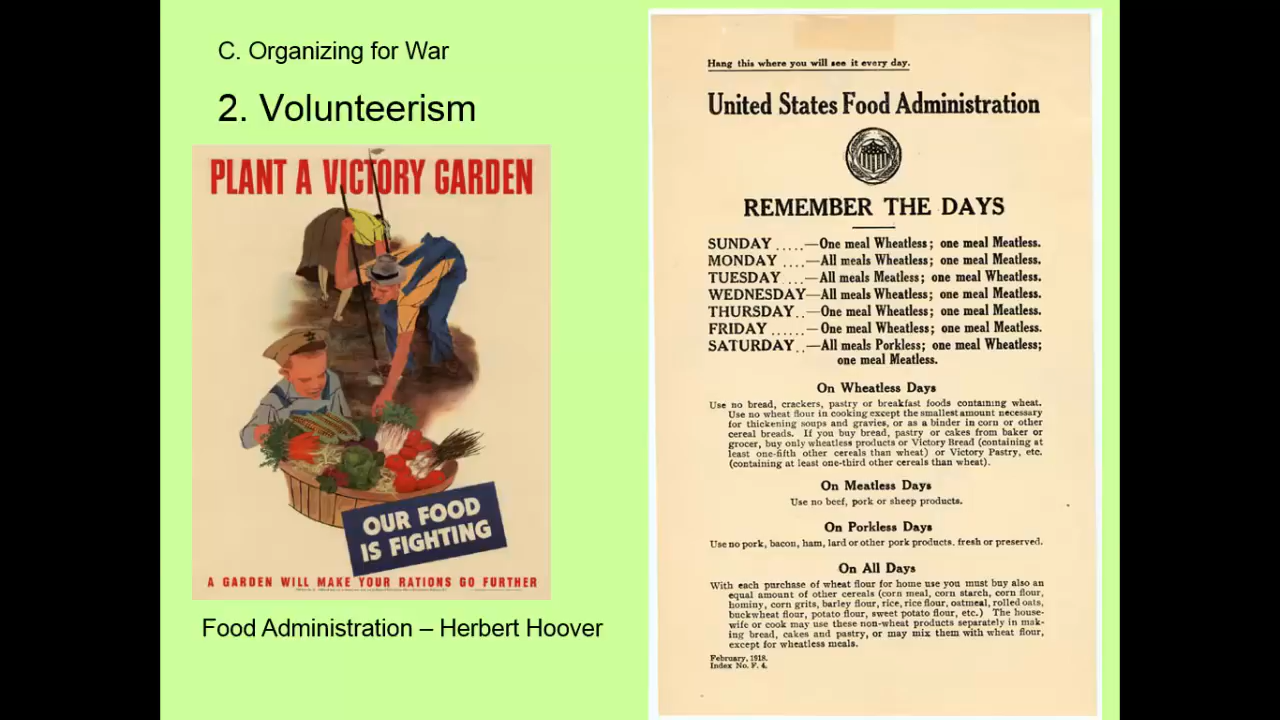 C. Organizing for War
2. Volunteerism
PLANT A VICTORY GARDEN
OUR FOOD
IS FIGHTING
A GARDEN WILL MAKE YOUR RATIONS GO FURTHER
Food Administration – Herbert Hoover
Hang this where you will see it every day.
United States Food Administration
REMEMBER THE DAYS
SUNDAY .....—One meal Wheatless; one meal Meatless.
MONDAY ....—All meals Wheatless; one meal Meatless.
TUESDAY ....—All meals Meatless; one meal Wheatless.
WEDNESDAY—All meals Wheatless; one meal Meatless.
THURSDAY..—One meal Wheatless; one meal Meatless.
FRIDAY ......—One meal Wheatless; one meal Meatless.
SATURDAY..—All meals Porkless; one meal Wheatless;
one meal Meatless.
On Wheatless Days
Use no bread, crackers, pastry or breakfast foods containing wheat.
Use no wheat flour in cooking except the smallest amount necessary
for thickening soups and gravies, or as a binder in corn or other
cereal breads. If you buy bread, pastry or cakes from baker or
grocer, buy only wheatless products or Victory Bread (containing at
least one-fifth other cereals than wheat) or Victory Pastry, etc.
(containing at least one-third other cereals than wheat).
On Meatless Days
Use no beef, pork or sheep products.
On Porkless Days
Use no pork, bacon, ham, lard or other pork products, fresh or preserved.
On All Days
With each purchase of wheat flour for home use you must buy also an
equal amount of other cereals (corn meal, corn starch, corn flour,
hominy, corn grits, barley flour, rice, rice flour, oatmeal, rolled oats,
buckwheat flour, potato flour, sweet potato flour, etc.) The house-
wife or cook may use these non-wheat products separately in mak-
ing bread, cakes and pastry, or may mix them with wheat flour,
except for wheatless meals.
February, 1918.
Index No. F. 4.